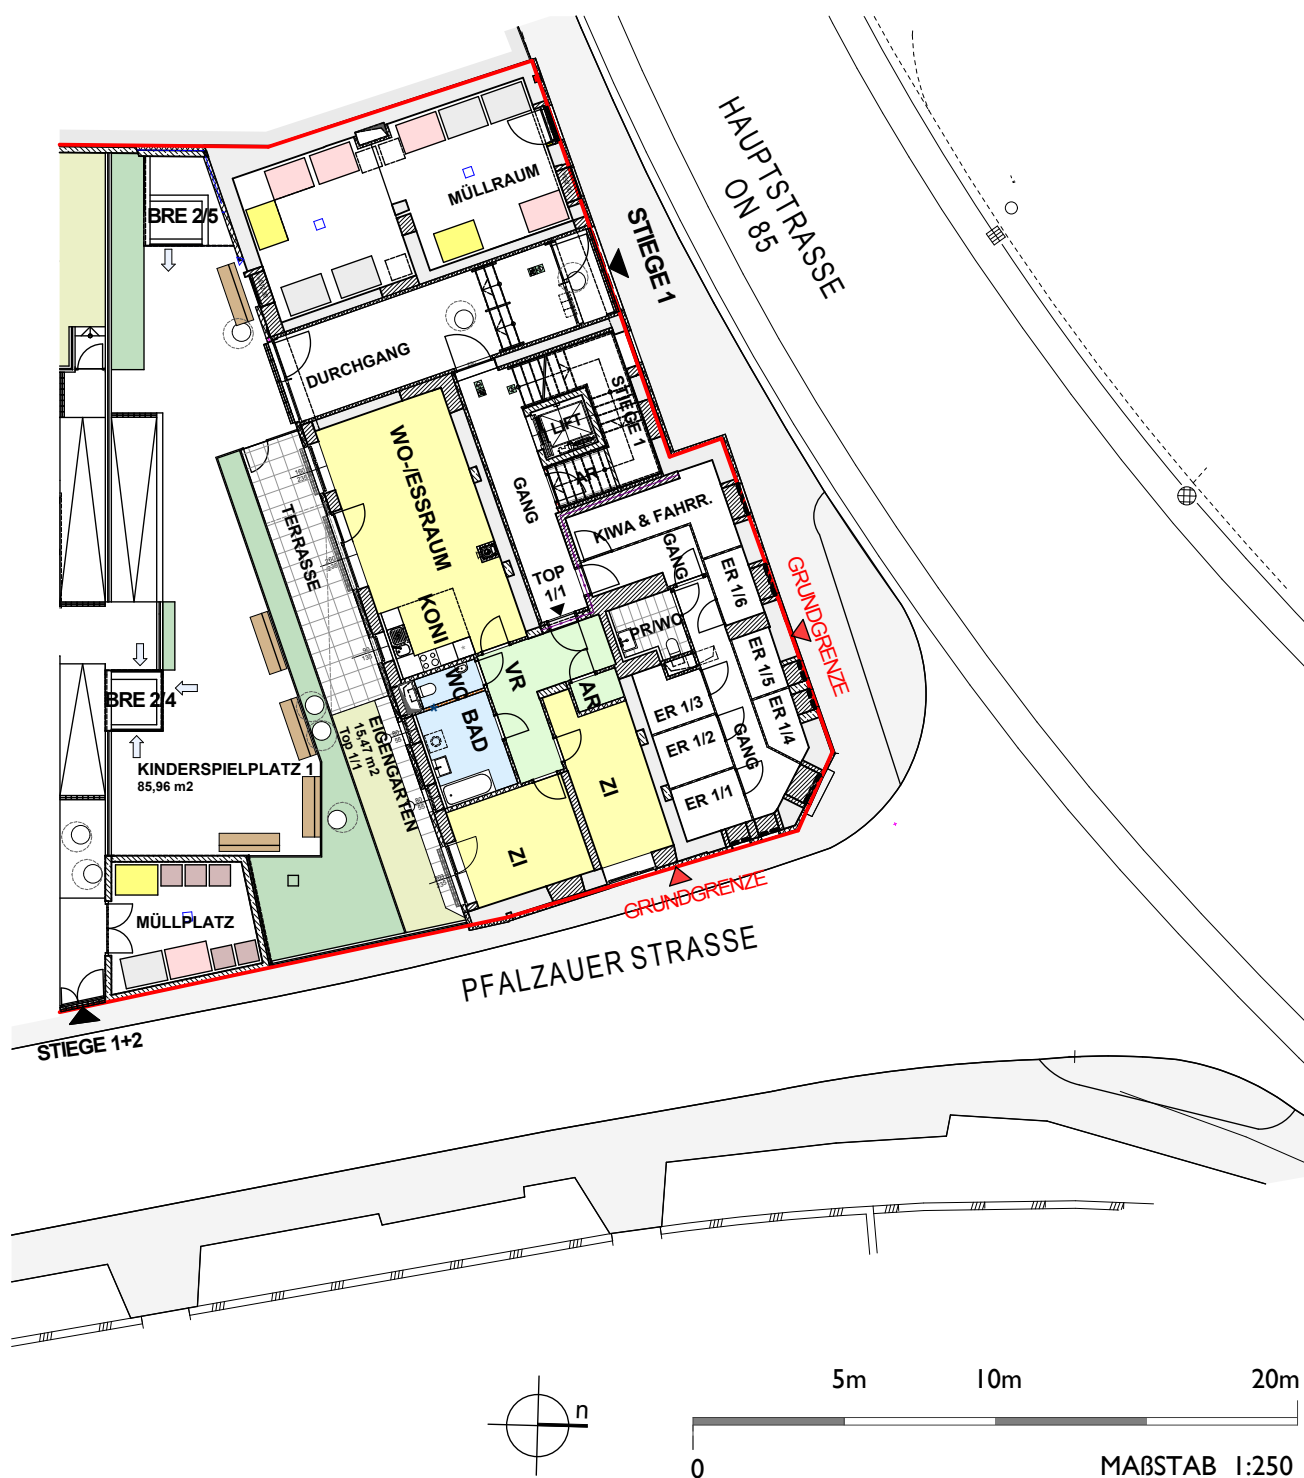 HAUPTSTRASSE
ON 85
BRE 2/5
MÜLLRAUM
STIEGE 1
DURCHGANG
STIEGE 1
LIFT
AR
WO-/ESSRAUM
GANG
KIWA & FAHRR.
TERRASSE
GANG
TOP
1/1
ER 1/6
GRUNDGRENZE
KONI
PR/WC
ER 1/5
WC
VR
AR
BRE 2/4
ER 1/3
ER 1/4
BAD
ER 1/2
GANG
EIGENGARTEN
15,47 m2
Top 1/1
KINDERSPIELPLATZ 1
85,96 m2
ZI
ER 1/1
ZI
GRUNDGRENZE
MÜLLPLATZ
PFALZAUER STRASSE
STIEGE 1+2
5m
10m
20m
n
0
MAßSTAB 1:250